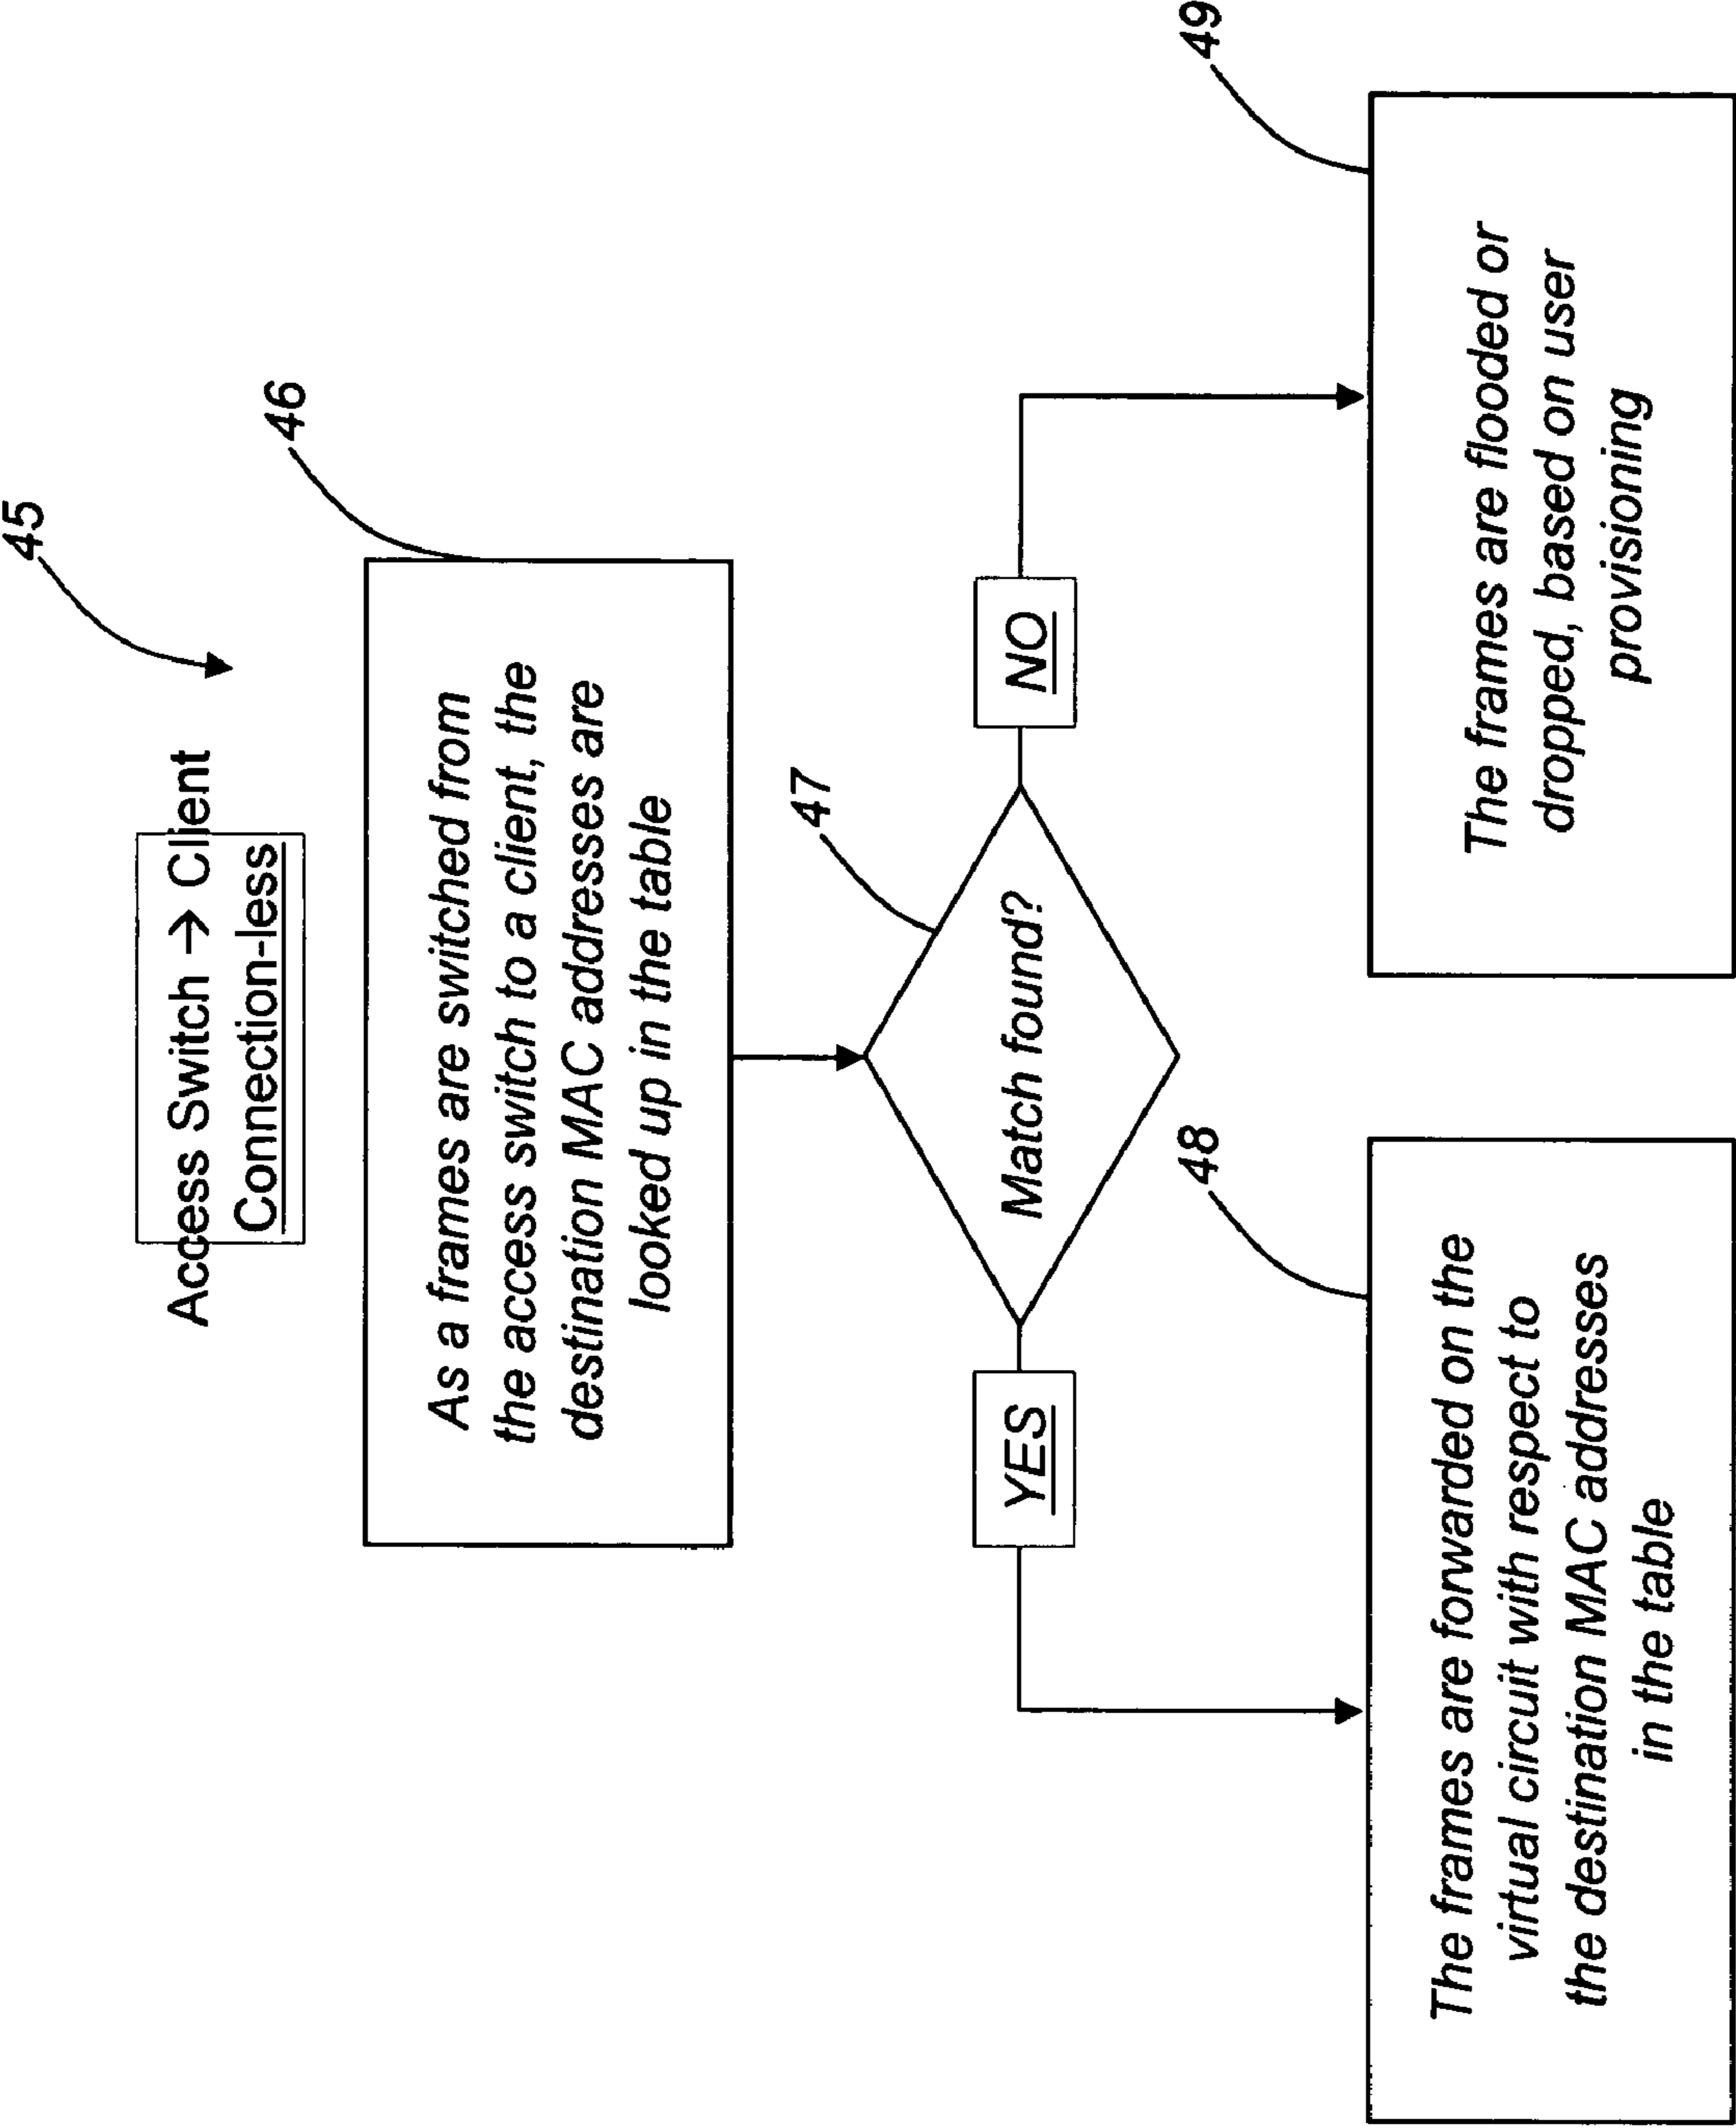 45
Access Switch → Client
Connection-less
46
As a frames are switched from
the access switch to a client, the
destination MAC addresses are
looked up in the table
47
Match found?
YES
NO
48
The frames are forwarded on the
virtual circuit with respect to
the destination MAC addresses
in the table
49
The frames are flooded or
dropped, based on user
provisioning